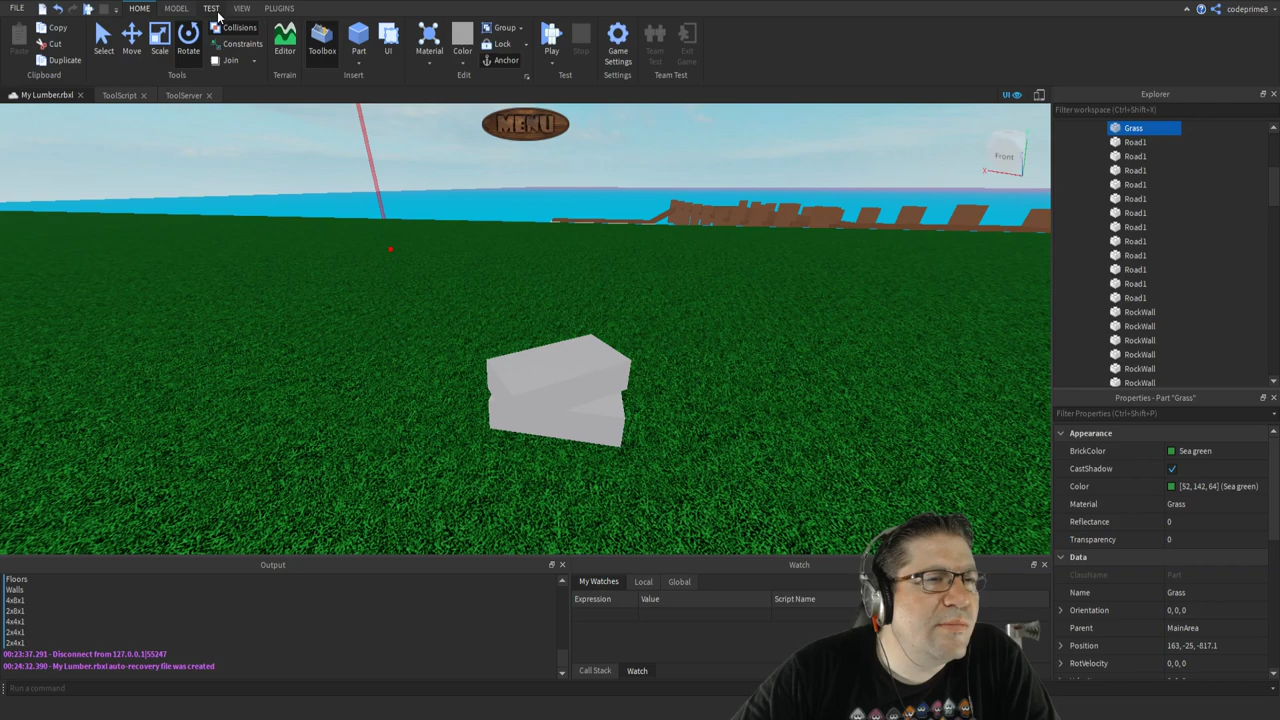 FILE HOME MODEL TEST VIEW PLUGINS codeprime8
Paste Copy Cut Duplicate Clipboard
Select Move Scale Rotate Collisions Constraints Join Tools
Editor Terrain
Toolbox Part UI Insert
Material Color Group Lock Anchor Edit
Play Stop Test
Game Settings Settings
Team Test Exit Game Team Test
My Lumber.rbxl ToolScript ToolServer UI
MENU
Front
X
Explorer
Filter workspace (Ctrl+Shift+X)
Grass
Road1
Road1
Road1
Road1
Road1
Road1
Road1
Road1
Road1
Road1
Road1
Road1
RockWall
RockWall
RockWall
RockWall
RockWall
RockWall
Properties - Part "Grass"
Filter Properties (Ctrl+Shift+P)
Appearance
BrickColor Sea green
CastShadow
Color [52, 142, 64] (Sea green)
Material Grass
Reflectance 0
Transparency 0
Data
ClassName Part
Name Grass
Orientation 0, 0, 0
Parent MainArea
Position 163, -25, -817.1
RotVelocity 0, 0, 0
Output
Floors
Walls
4x8x1
2x8x1
4x4x1
2x4x1
2x4x1
00:23:37.291 - Disconnect from 127.0.0.1|55247
00:24:32.390 - My Lumber.rbxl auto-recovery file was created
Run a command
Watch
My Watches Local Global
Expression Value Script Name
Call Stack Watch